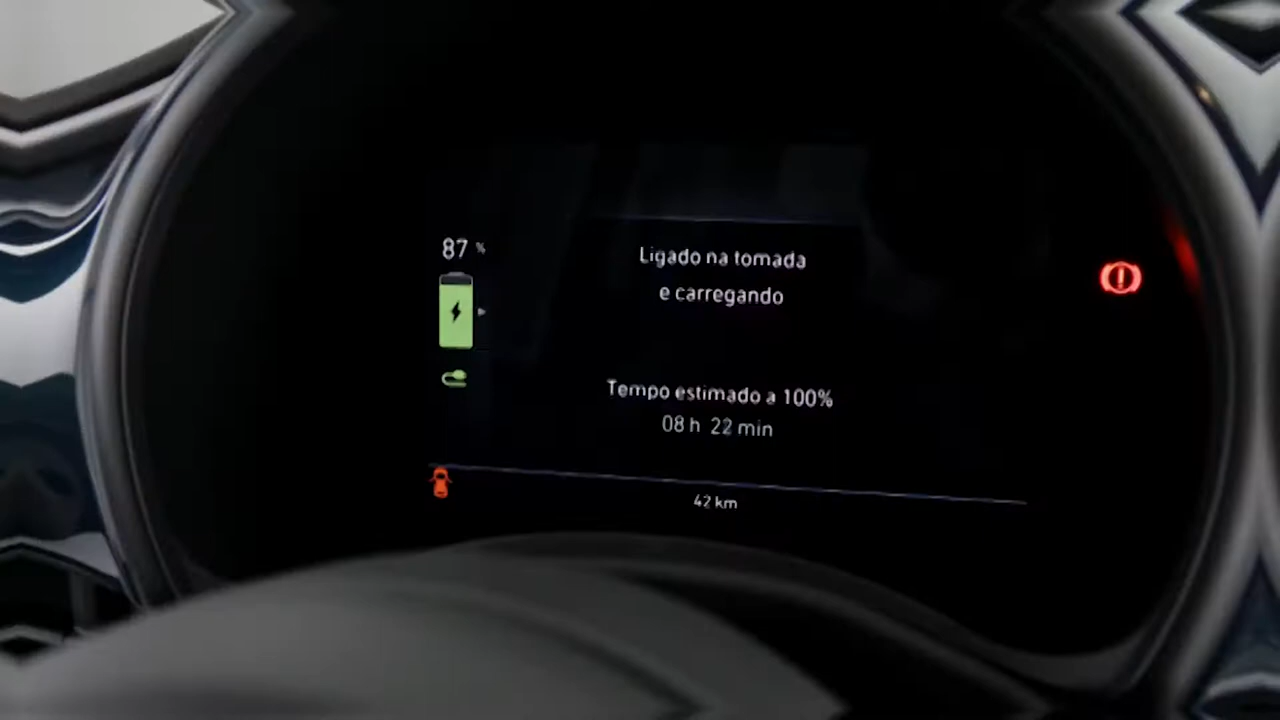 87 %
Ligado na tomada
e carregando
Tempo estimado a 100%
08 h 22 min
42 km